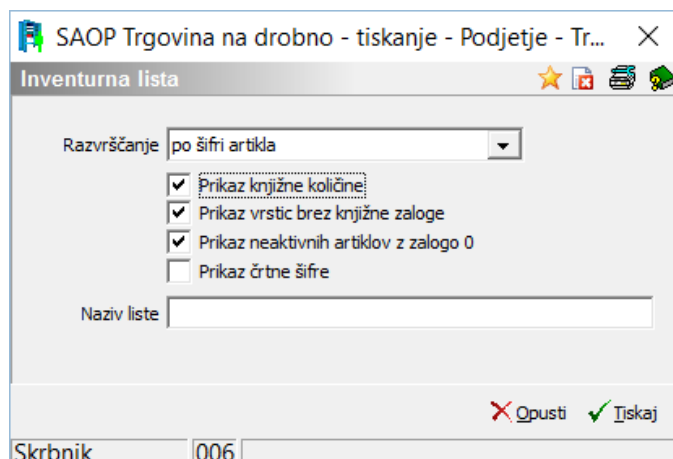 SAOP Trgovina na drobno - tiskanje - Podjetje - Tr...
Inventurna lista
Razvrščanje po šifri artikla
Prikaz knjižne količine
Prikaz vrstic brez knjižne zaloge
Prikaz neaktivnih artiklov z zalogo 0
Prikaz črtne šifre
Naziv liste
Opusti Tiskaj
Skrbnik 006